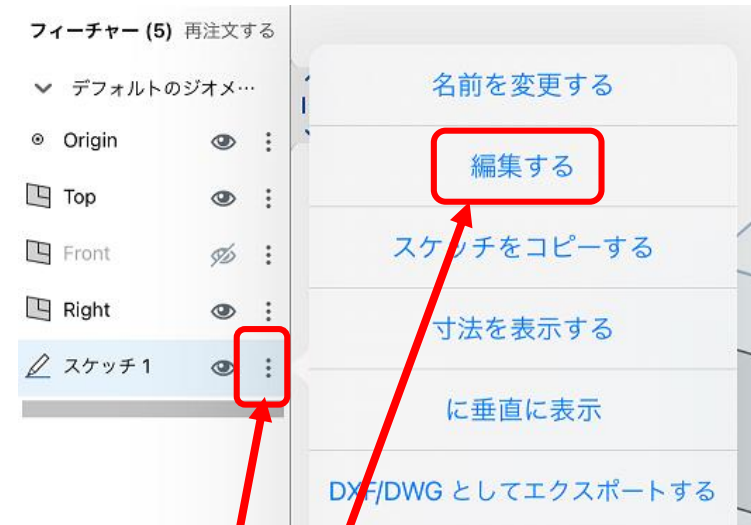 フィーチャー (5) 再注文する
デフォルトのジオメ…
Origin
Top
Front
Right
スケッチ 1
名前を変更する
編集する
スケッチをコピーする
寸法を表示する
に垂直に表示
DXF/DWG としてエクスポートする